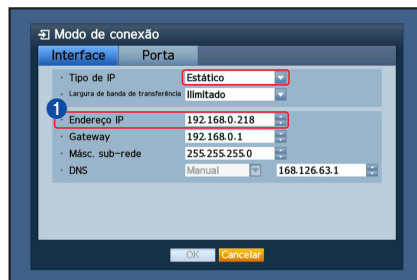 Modo de conexão
Interface Porta
Tipo de IP Estático
Largura de banda de transferência Ilimitado
1
Endereço IP 192.168.0.218
Gateway 192.168.0.1
Másc. sub-rede 255.255.255.0
DNS Manual 168.126.63.1
OK Cancelar